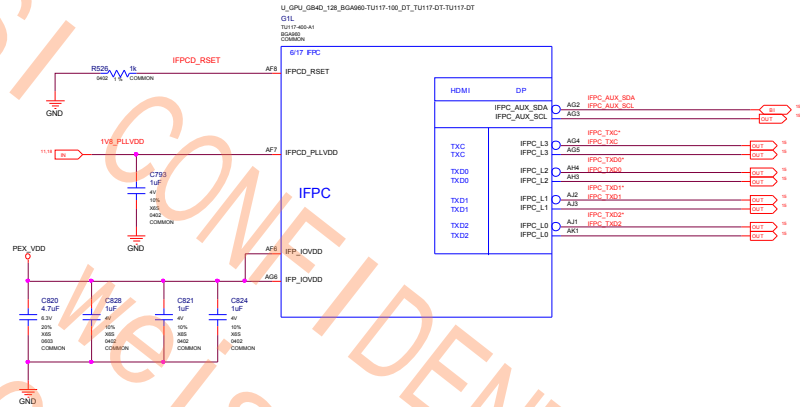 U_GPU_GB4D_128_BGA960-TU117-100_DT_TU117-DT-TU117-DT
G1L
TU117-400-A1
BGA960
COMMON
6/17 IFPC
IFPCD_RSET
R526
1k
0402
1 %
COMMON
AF8
IFPCD_RSET
GND
HDMI
DP
IFPC_AUX_SDA
IFPC_AUX_SDA
AG2
IFPC_AUX_SCL
BI
IFPC_AUX_SCL
AG3
OUT
1V8_PLLVDD
IN
AF7
IFPCD_PLLVDD
C793
1uF
4V
10%
X6S
0402
COMMON
GND
IFPC
IFPC_TXC*
TXC
IFPC_L3
AG4
IFPC_TXC
OUT
TXC
IFPC_L3
AG5
OUT
IFPC_TXD0*
TXD0
IFPC_L2
AH4
IFPC_TXD0
OUT
TXD0
IFPC_L2
AH3
OUT
IFPC_TXD1*
TXD1
IFPC_L1
AJ2
IFPC_TXD1
OUT
TXD1
IFPC_L1
AJ3
OUT
IFPC_TXD2*
TXD2
IFPC_L0
AJ1
IFPC_TXD2
OUT
TXD2
IFPC_L0
AK1
OUT
PEX_VDD
AF6
IFP_IOVDD
AG6
IFP_IOVDD
C820
4.7uF
6.3V
20%
X6S
0603
COMMON
C828
1uF
4V
10%
X6S
0402
COMMON
C821
1uF
4V
10%
X6S
0402
COMMON
C824
1uF
4V
10%
X6S
0402
COMMON
GND